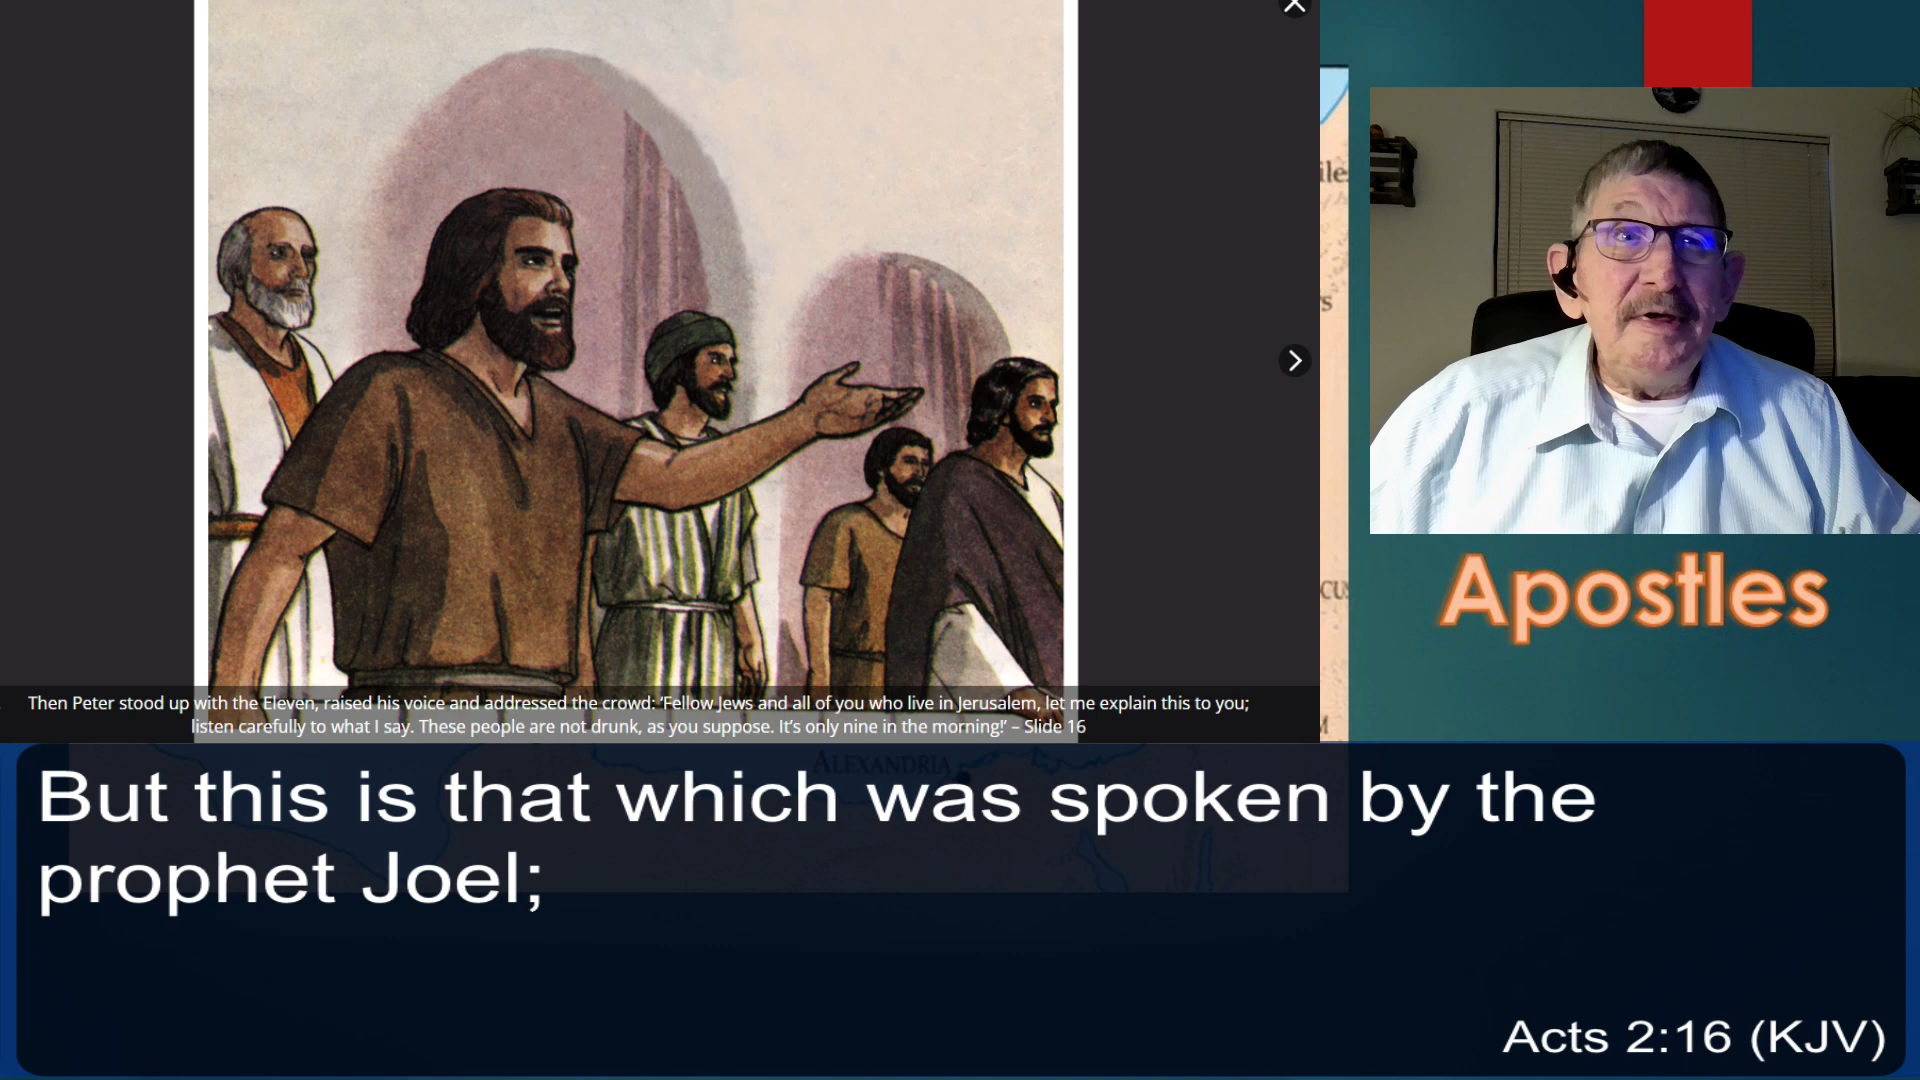 Then Peter stood up with the Eleven, raised his voice and addressed the crowd: ‘Fellow Jews and all of you who live in Jerusalem, let me explain this to you;
listen carefully to what I say. These people are not drunk, as you suppose. It’s only nine in the morning!’ – Slide 16
Apostles
ALEXANDRIA
But this is that which was spoken by the
prophet Joel;
Acts 2:16 (KJV)